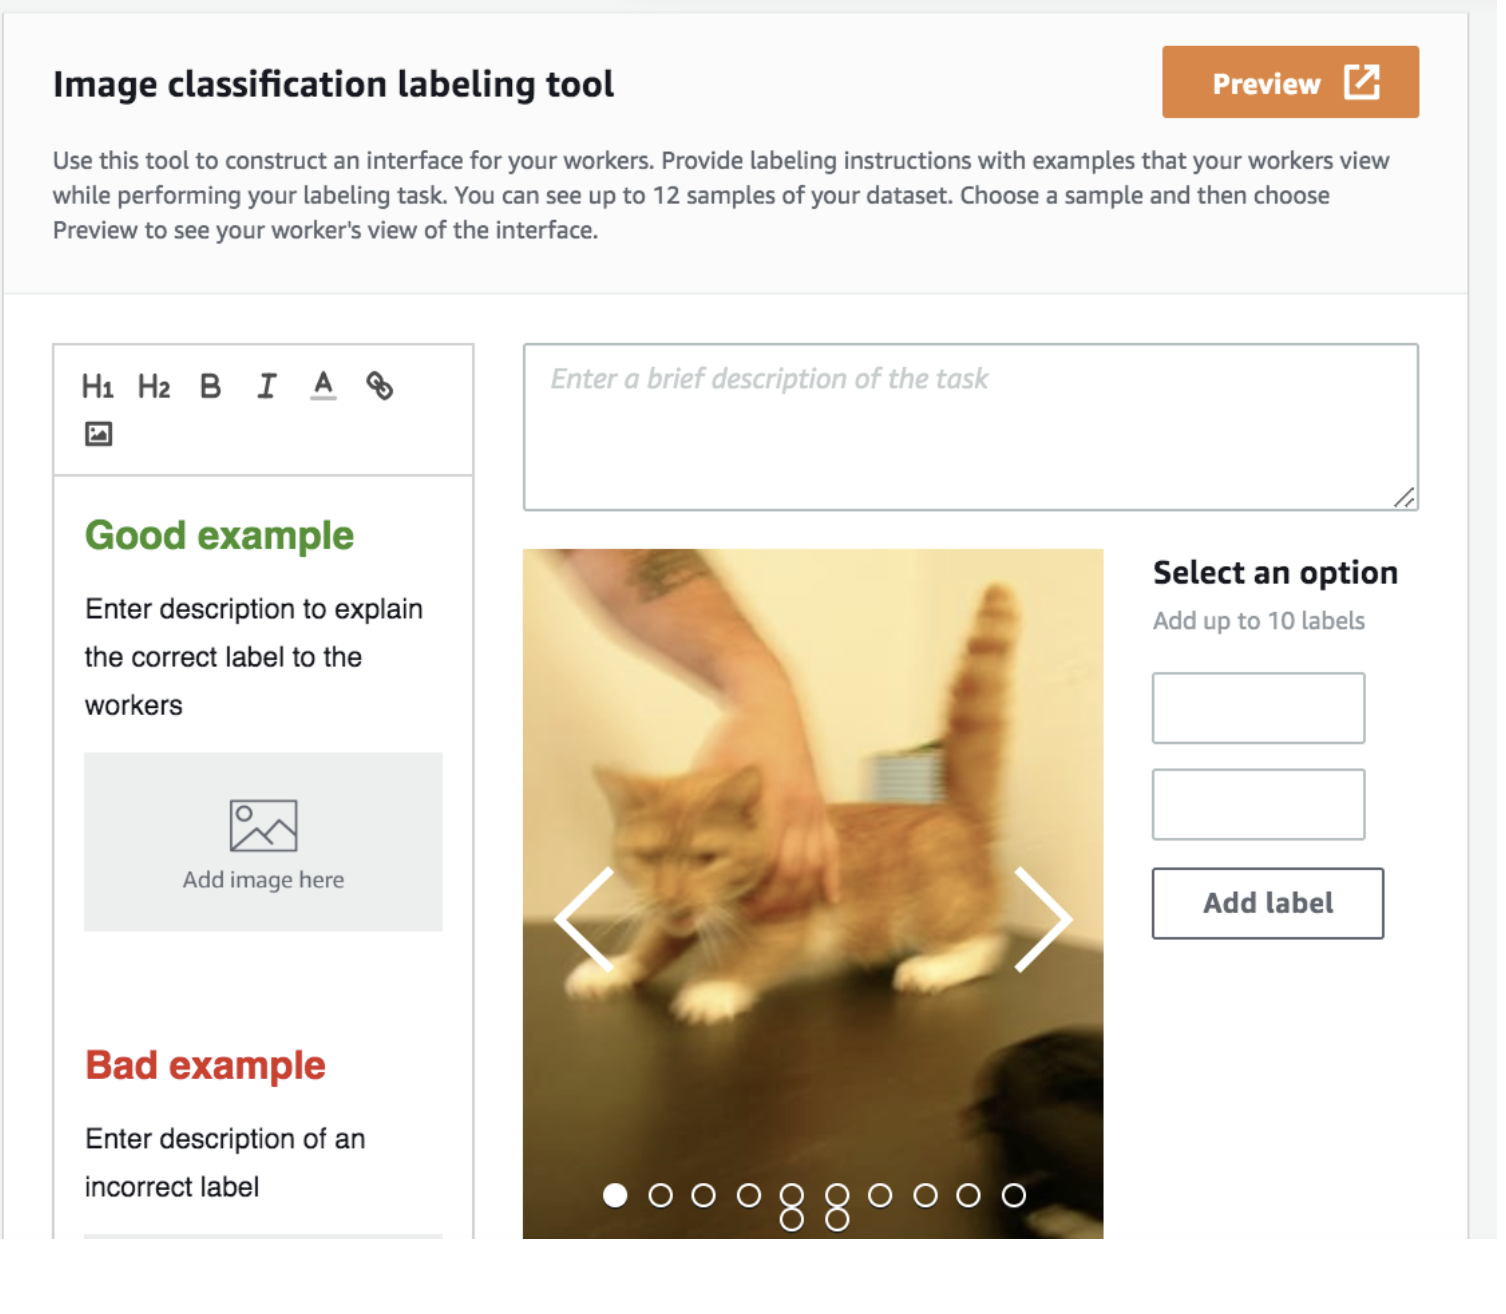 Image classification labeling tool
Preview
Use this tool to construct an interface for your workers. Provide labeling instructions with examples that your workers view
while performing your labeling task. You can see up to 12 samples of your dataset. Choose a sample and then choose
Preview to see your worker's view of the interface.
H1 H2 B I A
Enter a brief description of the task
Good example
Enter description to explain
the correct label to the
workers
Add image here
Bad example
Enter description of an
incorrect label
Select an option
Add up to 10 labels
Add label